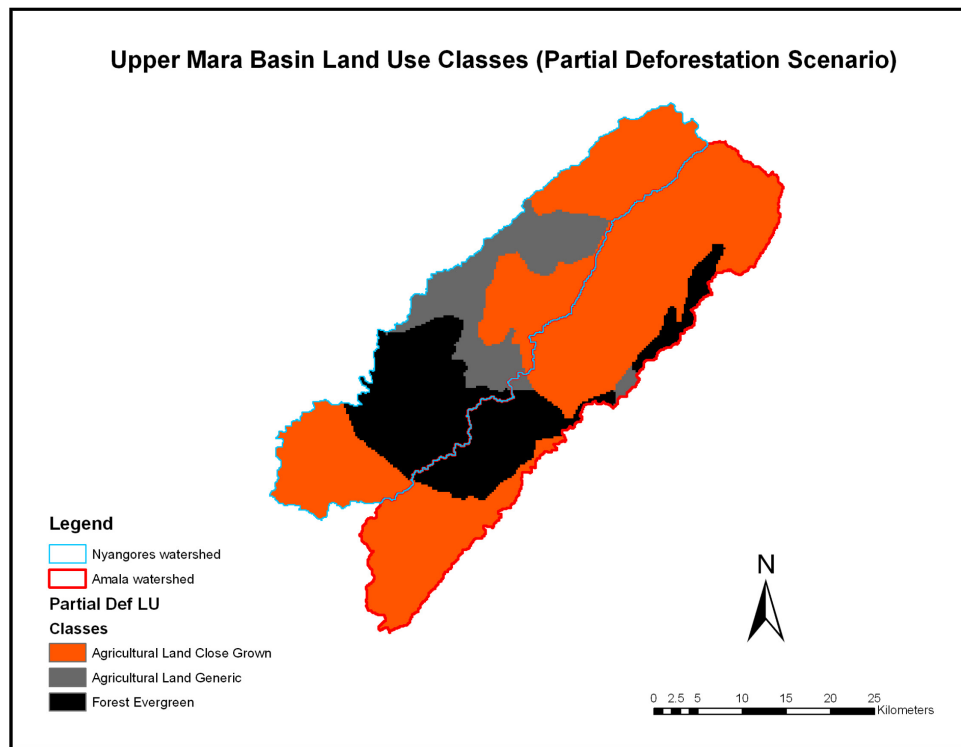 Upper Mara Basin Land Use Classes (Partial Deforestation Scenario)
Legend
Nyangores watershed
Amala watershed
Partial Def LU
Classes
Agricultural Land Close Grown
Agricultural Land Generic
Forest Evergreen
N
0 2.5 5 10 15 20 25
Kilometers